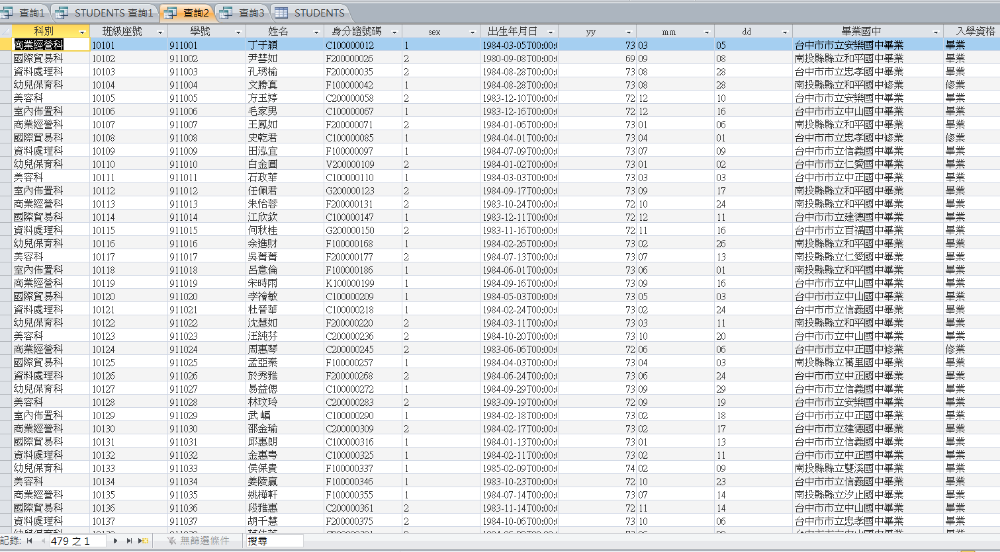 查詢1 STUDENTS 查詢1 查詢2 查詢3 STUDENTS
科別 班級座號 學號 姓名 身分證號碼 sex 出生年月日 yy mm dd 畢業國中 入學資格
商業經營科 10101 911001 丁于穎 C100000012 1 1984-03-05T00:00:0 73 03 05 台中市市立安樂國中畢業 畢業
國際貿易科 10102 911002 尹彗如 F200000026 2 1980-09-08T00:00:0 69 09 08 南投縣縣立和平國中畢業 畢業
資料處理科 10103 911003 孔琇榆 F200000035 2 1984-08-28T00:00:0 73 08 28 台中市市立忠孝國中畢業 畢業
幼兒保育科 10104 911004 文勝真 F100000042 1 1984-08-28T00:00:0 73 08 28 南投縣縣立和平國中修業 修業
美容科 10105 911005 方玉婷 C200000058 2 1983-12-10T00:00:0 72 12 10 台中市市立安樂國中畢業 畢業
室內佈置科 10106 911006 毛家男 C100000067 1 1983-12-16T00:00:0 72 12 16 台中市市立中山國中畢業 畢業
商業經營科 10107 911007 王鳳如 F200000071 2 1984-01-06T00:00:0 73 01 06 南投縣縣立和平國中畢業 畢業
國際貿易科 10108 911008 史乾君 C100000085 1 1984-04-01T00:00:0 73 04 01 台中市市立忠孝國中修業 修業
資料處理科 10109 911009 田泓宜 F100000097 1 1984-07-09T00:00:0 73 07 09 台中市市立信義國中畢業 畢業
幼兒保育科 10110 911010 白金圓 V200000109 2 1984-01-02T00:00:0 73 01 02 台中市市立仁愛國中畢業 畢業
美容科 10111 911011 石政華 C100000110 1 1984-03-03T00:00:0 73 03 03 台中市市立中正國中畢業 畢業
室內佈置科 10112 911012 任佩君 G200000123 2 1984-09-17T00:00:0 73 09 17 南投縣縣立和平國中畢業 畢業
商業經營科 10113 911013 朱怡蓉 F200000131 2 1983-10-24T00:00:0 72 10 24 南投縣縣立和平國中畢業 畢業
國際貿易科 10114 911014 江欣欽 C100000147 1 1983-12-11T00:00:0 72 12 11 台中市市立建德國中畢業 畢業
資料處理科 10115 911015 何秋桂 G200000150 2 1983-11-16T00:00:0 72 11 16 台中市市立百福國中畢業 畢業
幼兒保育科 10116 911016 余進財 F100000168 1 1984-02-26T00:00:0 73 02 26 南投縣縣立和平國中畢業 畢業
美容科 10117 911017 吳菁菁 F200000177 2 1984-07-13T00:00:0 73 07 13 南投縣縣立仁愛國中畢業 畢業
室內佈置科 10118 911018 呂意倫 F100000186 1 1984-06-01T00:00:0 73 06 01 南投縣縣立和平國中畢業 畢業
商業經營科 10119 911019 宋時雨 K100000199 1 1984-09-16T00:00:0 73 09 16 台中市市立中山國中畢業 畢業
國際貿易科 10120 911020 李禬敏 C100000209 1 1984-05-03T00:00:0 73 05 03 台中市市立中山國中畢業 畢業
資料處理科 10121 911021 杜晉華 C100000218 1 1984-02-24T00:00:0 73 02 24 台中市市立信義國中畢業 畢業
幼兒保育科 10122 911022 沈慧如 F200000220 2 1984-03-11T00:00:0 73 03 11 南投縣縣立和平國中畢業 畢業
美容科 10123 911023 汪純芬 C200000236 2 1984-10-20T00:00:0 73 10 20 台中市市立中山國中畢業 畢業
商業經營科 10124 911024 周惠琴 C200000245 2 1983-06-06T00:00:0 72 06 06 台中市市立中正國中修業 修業
國際貿易科 10125 911025 孟亞蓁 F100000257 1 1984-04-03T00:00:0 73 04 03 南投縣縣立萬里國中畢業 畢業
資料處理科 10126 911026 於秀雅 F200000268 2 1984-06-24T00:00:0 73 06 24 台中市市立中正國中畢業 畢業
幼兒保育科 10127 911027 易益偲 C100000272 1 1984-09-29T00:00:0 73 09 29 台中市市立信義國中畢業 畢業
美容科 10128 911028 林玟玲 C200000283 2 1983-09-19T00:00:0 72 09 19 台中市市立安樂國中畢業 畢業
室內佈置科 10129 911029 武 嵋 C100000290 1 1984-02-18T00:00:0 73 02 18 台中市市立中正國中畢業 畢業
商業經營科 10130 911030 邵金瑜 C200000309 2 1984-02-17T00:00:0 73 02 17 台中市市立建德國中畢業 畢業
國際貿易科 10131 911031 邱惠朗 C100000316 1 1984-01-13T00:00:0 73 01 13 台中市市立信義國中畢業 畢業
資料處理科 10132 911032 金惠甹 C100000325 1 1984-02-11T00:00:0 73 02 11 台中市市立中正國中畢業 畢業
幼兒保育科 10133 911033 侯保貴 F100000337 1 1985-02-09T00:00:0 74 02 09 南投縣縣立雙溪國中畢業 畢業
美容科 10134 911034 姜陵贏 F100000346 1 1983-10-23T00:00:0 72 10 23 台中市市立信義國中畢業 畢業
商業經營科 10135 911035 姚樺軒 F100000355 1 1984-07-14T00:00:0 73 07 14 南投縣縣立汐止國中畢業 畢業
國際貿易科 10136 911036 段雅惠 C200000361 2 1983-11-14T00:00:0 72 11 14 台中市市立中山國中畢業 畢業
資料處理科 10137 911037 胡千慧 F200000375 2 1984-10-06T00:00:0 73 10 06 台中市市立忠孝國中畢業 畢業
記錄: 479 之 1 無篩選條件 搜尋